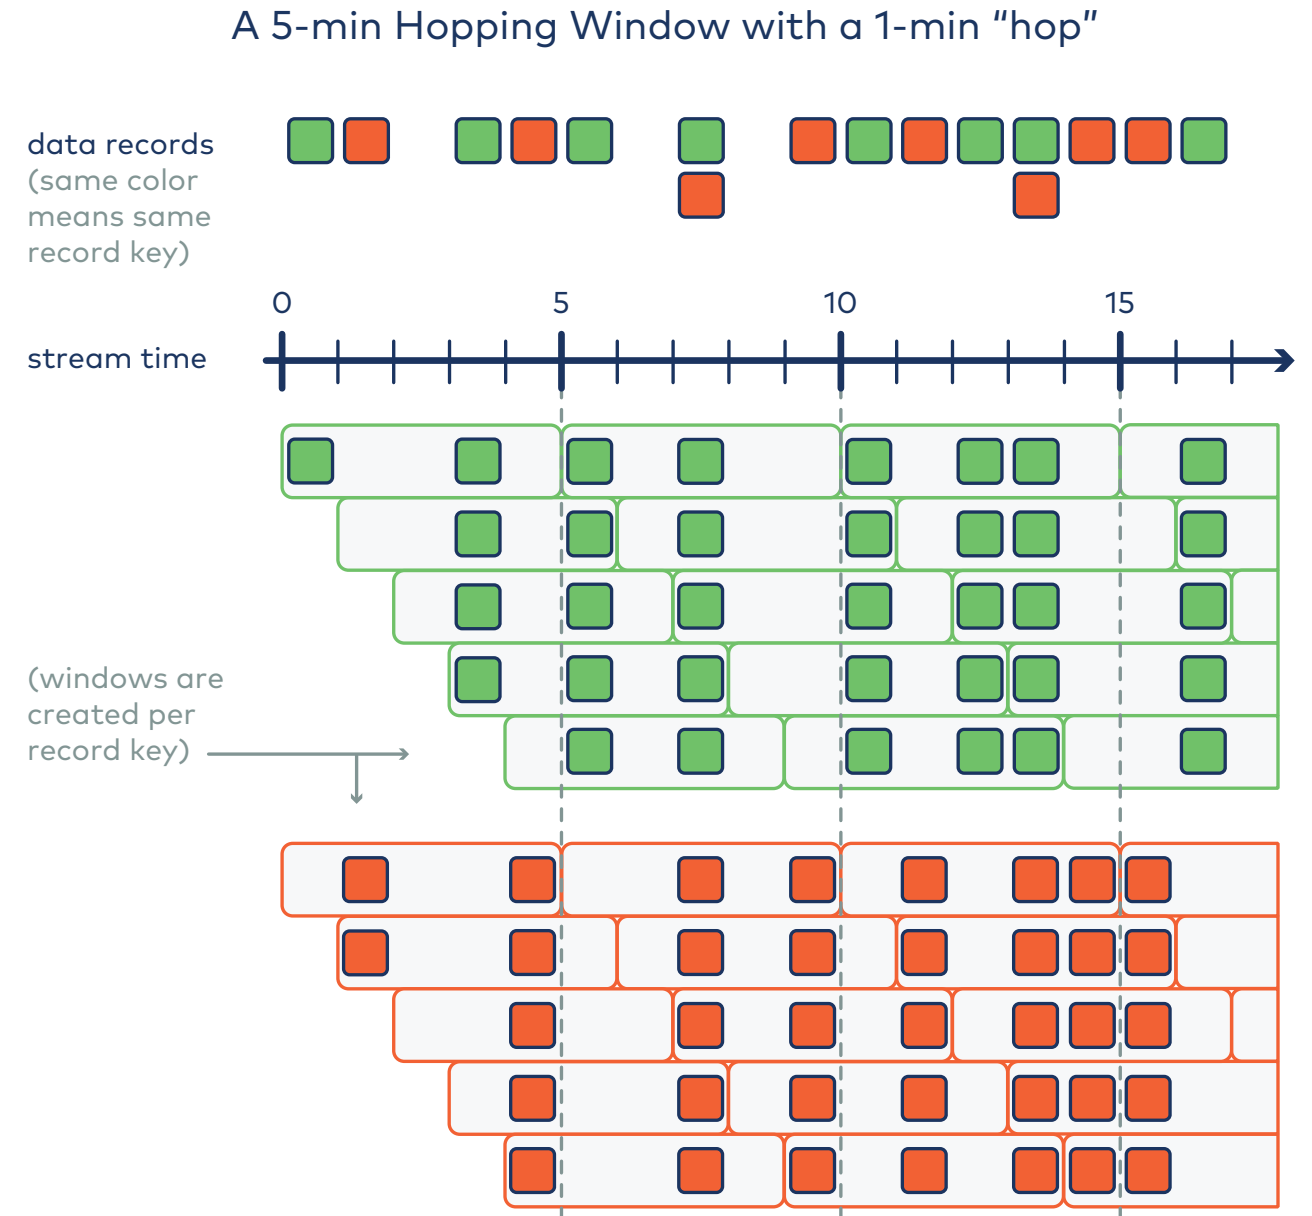 A 5-min Hopping Window with a 1-min “hop”
data records
(same color
means same
record key)
0 5 10 15
stream time
(windows are
created per
record key)